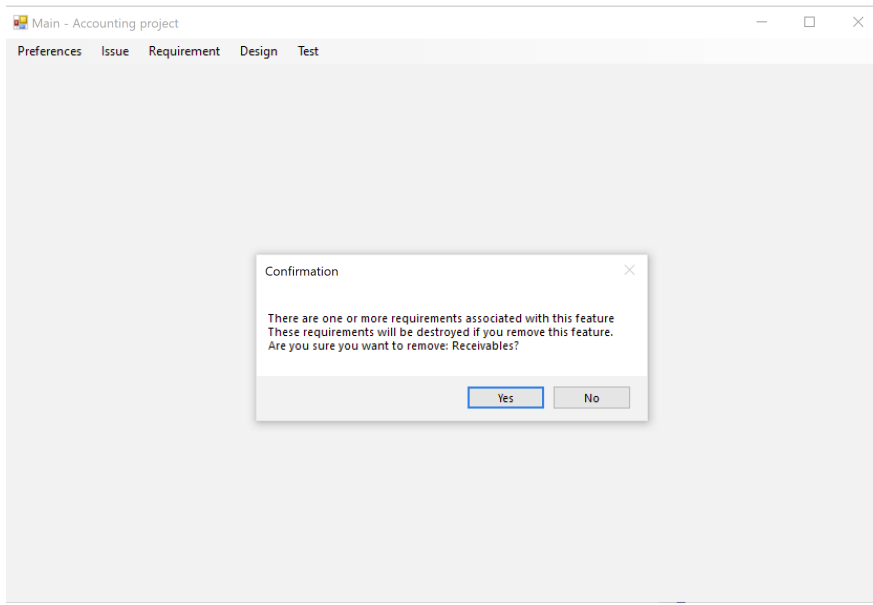 Main - Accounting project
Preferences Issue Requirement Design Test
Confirmation
There are one or more requirements associated with this feature
These requirements will be destroyed if you remove this feature.
Are you sure you want to remove: Receivables?
Yes No